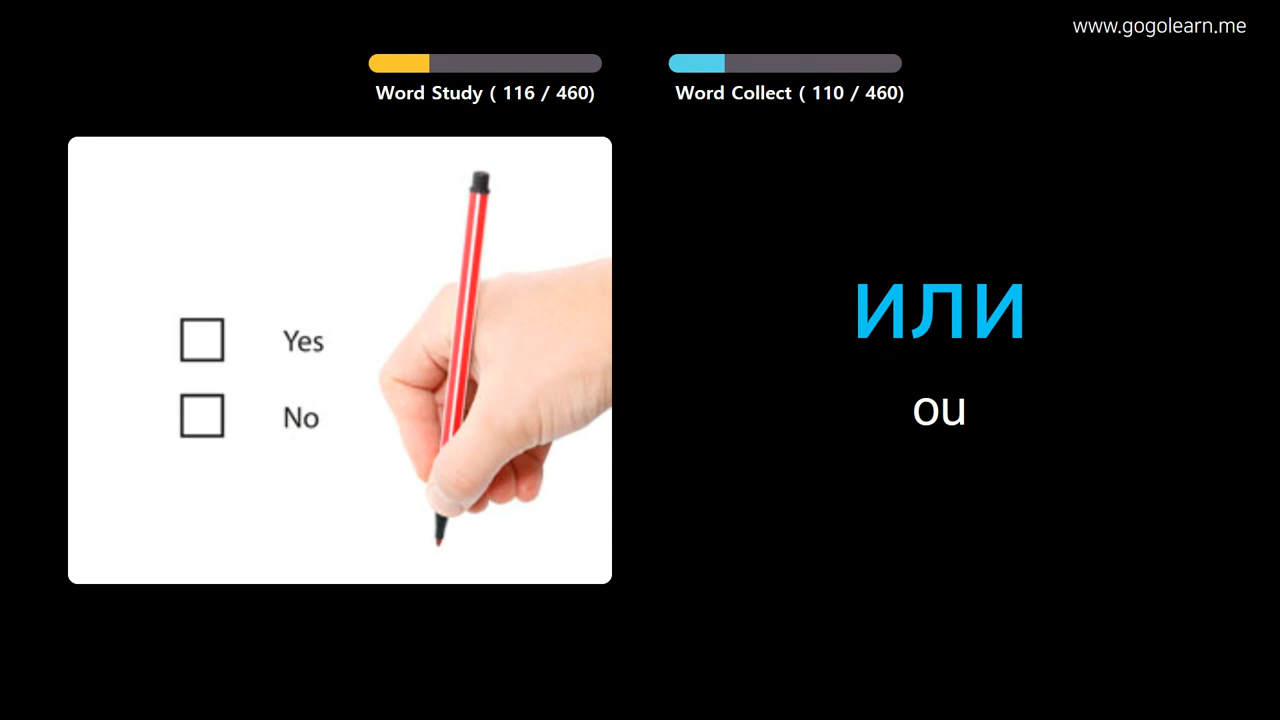 www.gogolearn.me
Word Study ( 116 / 460)
Word Collect ( 110 / 460)
Yes
No
или
ou